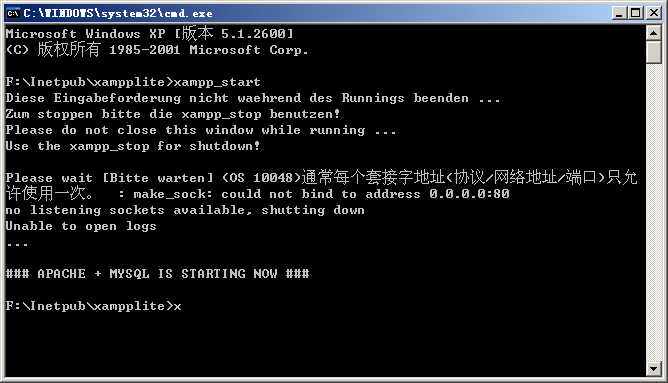 C:\WINDOWS\system32\cmd.exe
Microsoft Windows XP [版本 5.1.2600]
(C) 版权所有 1985-2001 Microsoft Corp.
F:\Inetpub\xampplite>xampp_start
Diese Eingabeforderung nicht waehrend des Runnings beenden ...
Zum stoppen bitte die xampp_stop benutzen!
Please do not close this window while running ...
Use the xampp_stop for shutdown!
Please wait [Bitte warten] (OS 10048)通常每个套接字地址(协议/网络地址/端口)只允
许使用一次。 : make_sock: could not bind to address 0.0.0.0:80
no listening sockets available, shutting down
Unable to open logs
...
### APACHE + MYSQL IS STARTING NOW ###
F:\Inetpub\xampplite>x